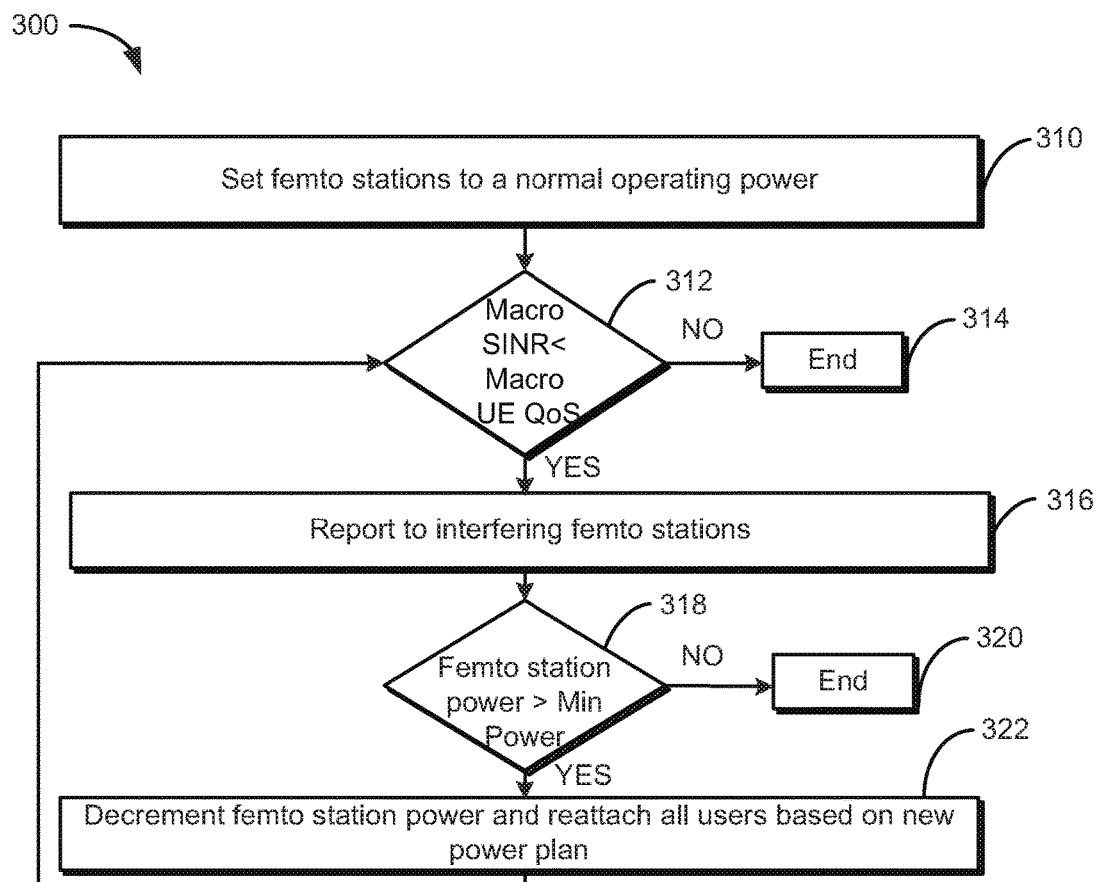 300
310
Set femto stations to a normal operating power
312
Macro
SINR<
Macro
UE QoS
NO
314
End
YES
316
Report to interfering femto stations
318
Femto station
power > Min
Power
NO
320
End
YES
322
Decrement femto station power and reattach all users based on new
power plan